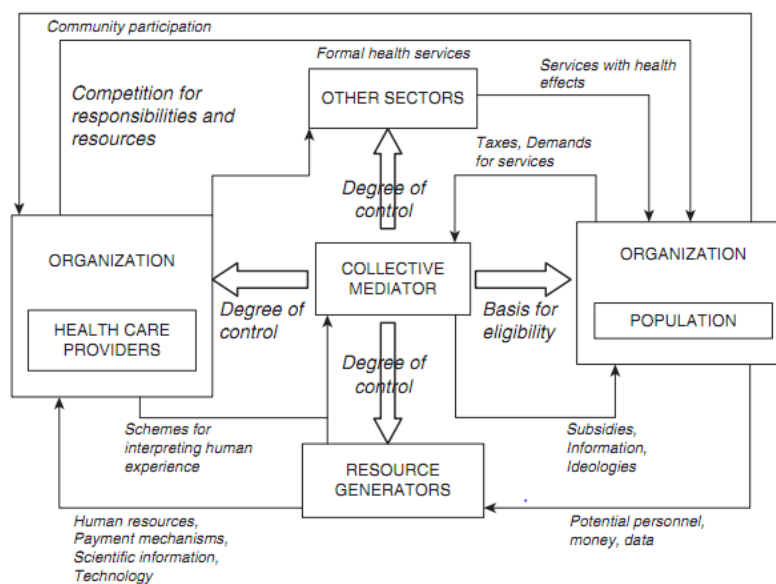 Community participation
Formal health services
Services with health
effects
OTHER SECTORS
Competition for
responsibilities and
resources
Taxes, Demands
for services
Degree of
control
ORGANIZATION
HEALTH CARE
PROVIDERS
Degree of
control
COLLECTIVE
MEDIATOR
Basis for
eligibility
ORGANIZATION
POPULATION
Degree of
control
Schemes for
interpreting human
experience
Subsidies,
Information,
Ideologies
RESOURCE
GENERATORS
Human resources,
Payment mechanisms,
Scientific information,
Technology
Potential personnel,
money, data